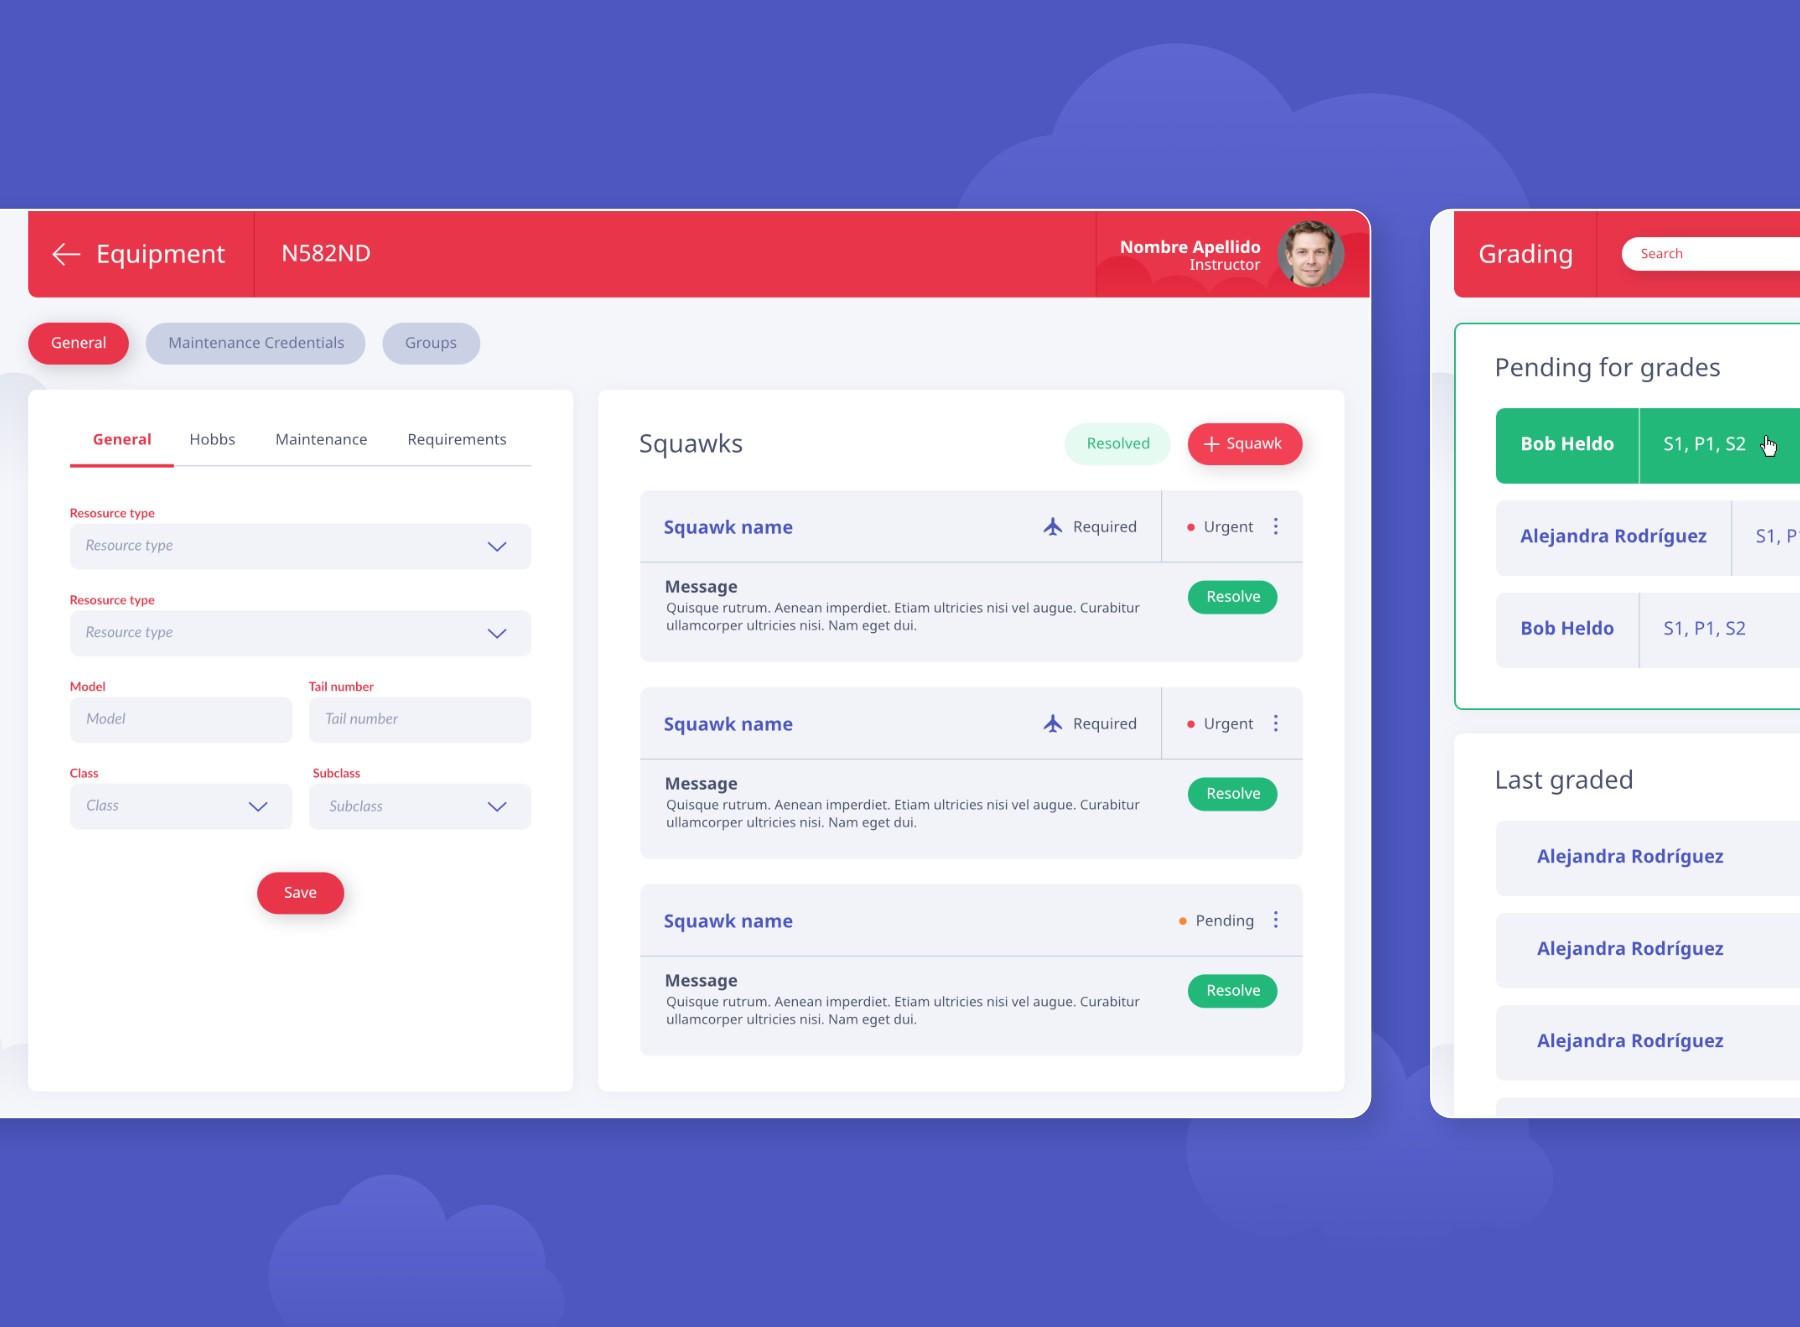 Equipment
N582ND
Nombre Apellido
Instructor
General
Maintenance Credentials
Groups
General
Hobbs
Maintenance
Requirements
Resosurce type
Resource type
Resosurce type
Resource type
Model
Tail number
Model
Tail number
Class
Subclass
Class
Subclass
Save
Squawks
Resolved
+ Squawk
Squawk name
Required
Urgent
Message
Quisque rutrum. Aenean imperdiet. Etiam ultricies nisi vel augue. Curabitur
ullamcorper ultricies nisi. Nam eget dui.
Resolve
Squawk name
Required
Urgent
Message
Quisque rutrum. Aenean imperdiet. Etiam ultricies nisi vel augue. Curabitur
ullamcorper ultricies nisi. Nam eget dui.
Resolve
Squawk name
Pending
Message
Quisque rutrum. Aenean imperdiet. Etiam ultricies nisi vel augue. Curabitur
ullamcorper ultricies nisi. Nam eget dui.
Resolve
Grading
Search
Pending for grades
Bob Heldo
S1, P1, S2
Alejandra Rodríguez
S1, P
Bob Heldo
S1, P1, S2
Last graded
Alejandra Rodríguez
Alejandra Rodríguez
Alejandra Rodríguez